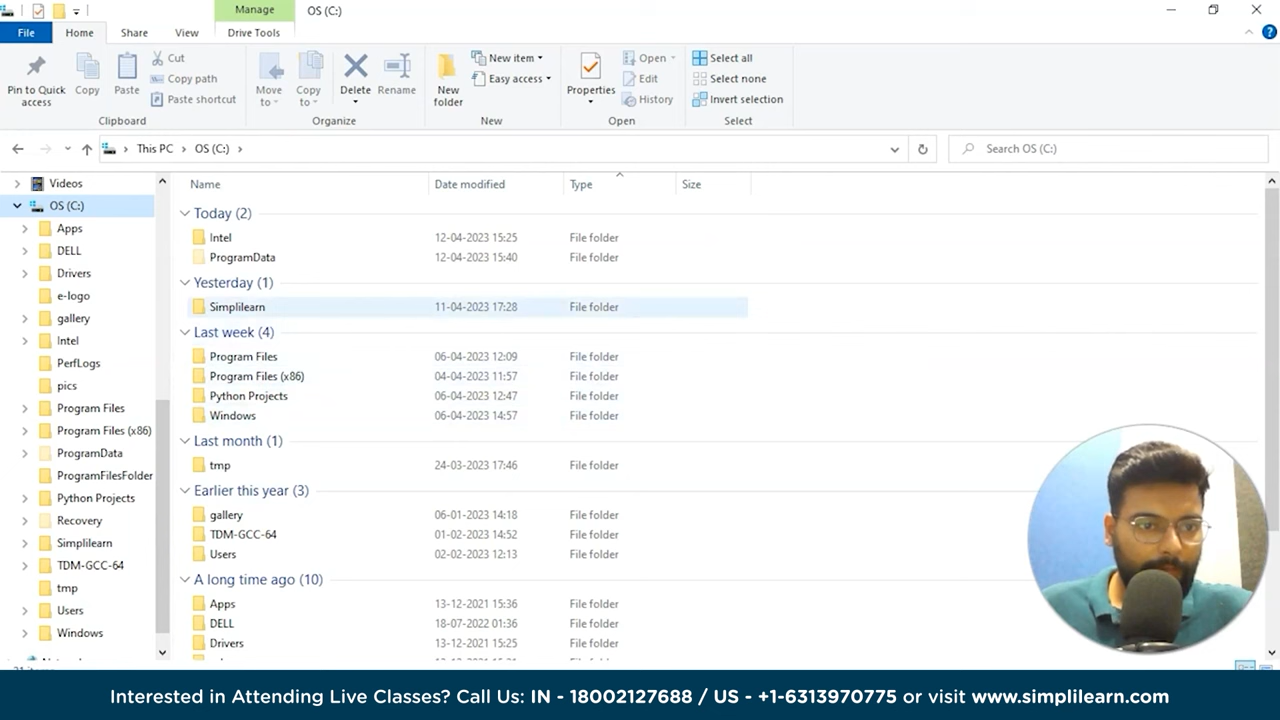 Manage OS (C:)
File Home Share View Drive Tools
Pin to Quick access
Copy
Paste
Cut
Copy path
Paste shortcut
Clipboard
Move to
Copy to
Delete
Rename
Organize
New folder
New item
Easy access
New
Properties
Open
Edit
History
Open
Select all
Select none
Invert selection
Select
This PC OS (C:)
Search OS (C:)
Videos
OS (C:)
Apps
DELL
Drivers
e-logo
gallery
Intel
PerfLogs
pics
Program Files
Program Files (x86)
ProgramData
ProgramFilesFolder
Python Projects
Recovery
Simplilearn
TDM-GCC-64
tmp
Users
Windows
Name Date modified Type Size
Today (2)
Intel 12-04-2023 15:25 File folder
ProgramData 12-04-2023 15:40 File folder
Yesterday (1)
Simplilearn 11-04-2023 17:28 File folder
Last week (4)
Program Files 06-04-2023 12:09 File folder
Program Files (x86) 04-04-2023 11:57 File folder
Python Projects 06-04-2023 12:47 File folder
Windows 06-04-2023 14:57 File folder
Last month (1)
tmp 24-03-2023 17:46 File folder
Earlier this year (3)
gallery 06-01-2023 14:18 File folder
TDM-GCC-64 01-02-2023 14:52 File folder
Users 02-02-2023 12:13 File folder
A long time ago (10)
Apps 13-12-2021 15:36 File folder
DELL 18-07-2022 01:36 File folder
Drivers 13-12-2021 15:25 File folder
Interested in Attending Live Classes? Call Us: IN - 18002127688 / US - +1-6313970775 or visit www.simplilearn.com